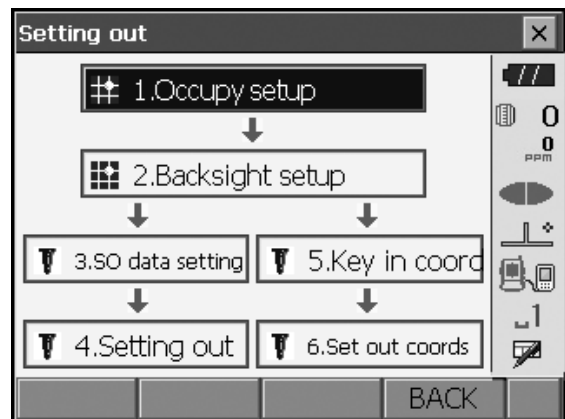 Setting out
1.Occupy setup
2.Backsight setup
3.SO data setting
5.Key in coord
4.Setting out
6.Set out coords
0
0
PPM
1
BACK